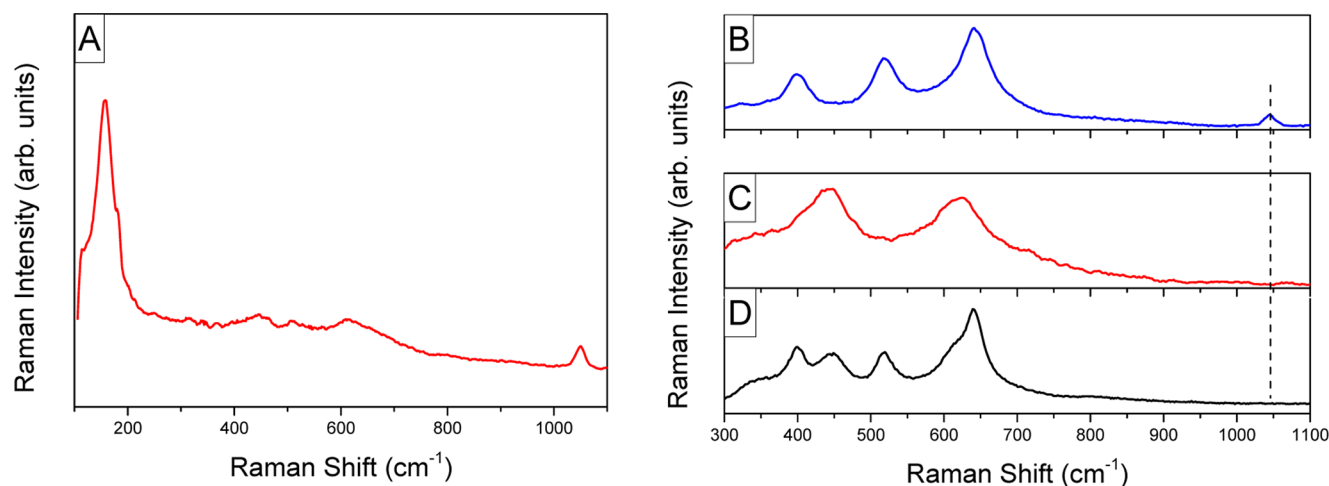 A
Raman Intensity (arb. units)
200 400 600 800 1000
Raman Shift (cm-1)
B
C
D
Raman Intensity (arb. units)
300 400 500 600 700 800 900 1000 1100
Raman Shift (cm-1)